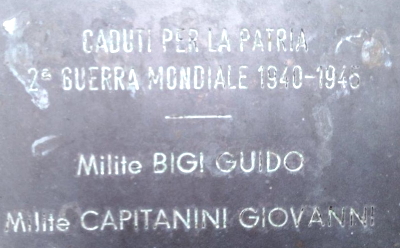 CADUTI PER LA PATRIA
2ª GUERRA MONDIALE 1940-1945
Milite BIGI GUIDO
Milite CAPITANINI GIOVANNI